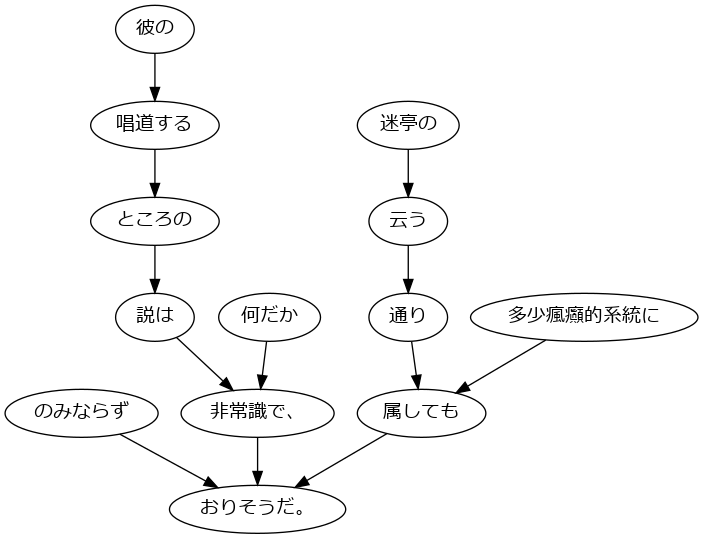 彼の
唱道する
迷亭の
ところの
云う
説は
何だか
通り
多少瘋癲的系統に
のみならず
非常識で、
属しても
おりそうだ。